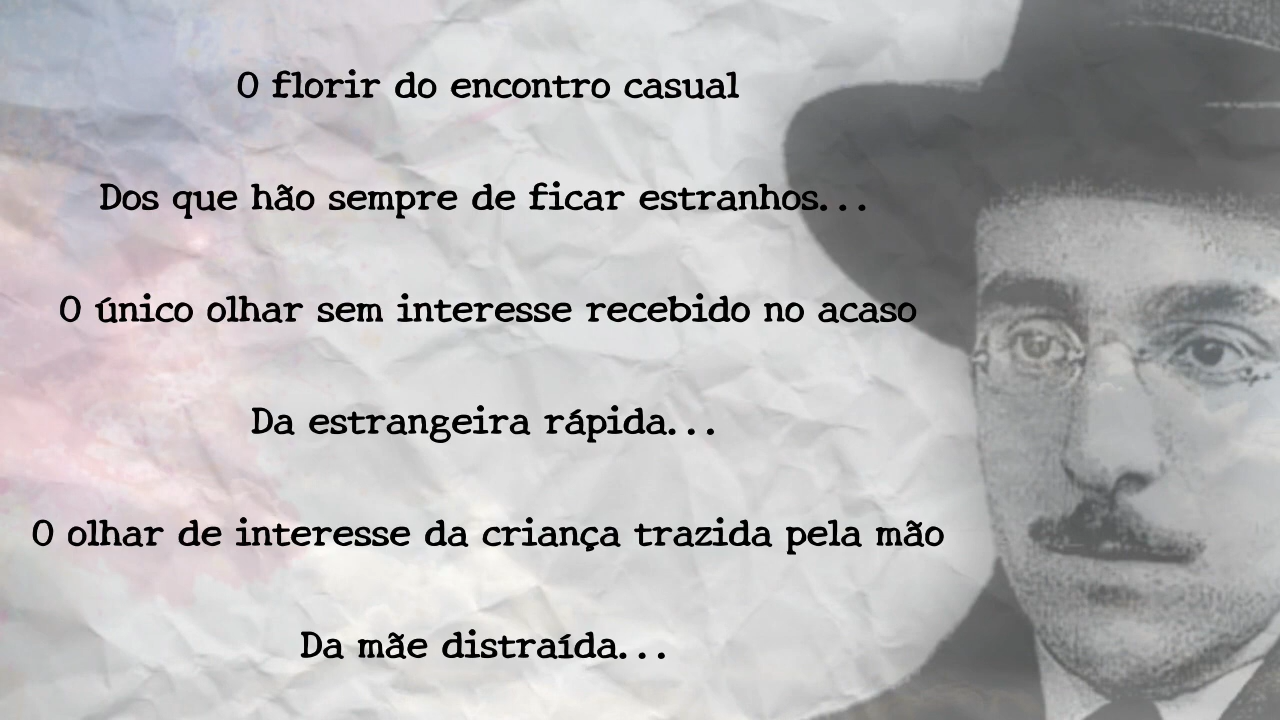 O florir do encontro casual
Dos que hão sempre de ficar estranhos...
O único olhar sem interesse recebido no acaso
Da estrangeira rápida...
O olhar de interesse da criança trazida pela mão
Da mãe distraída...